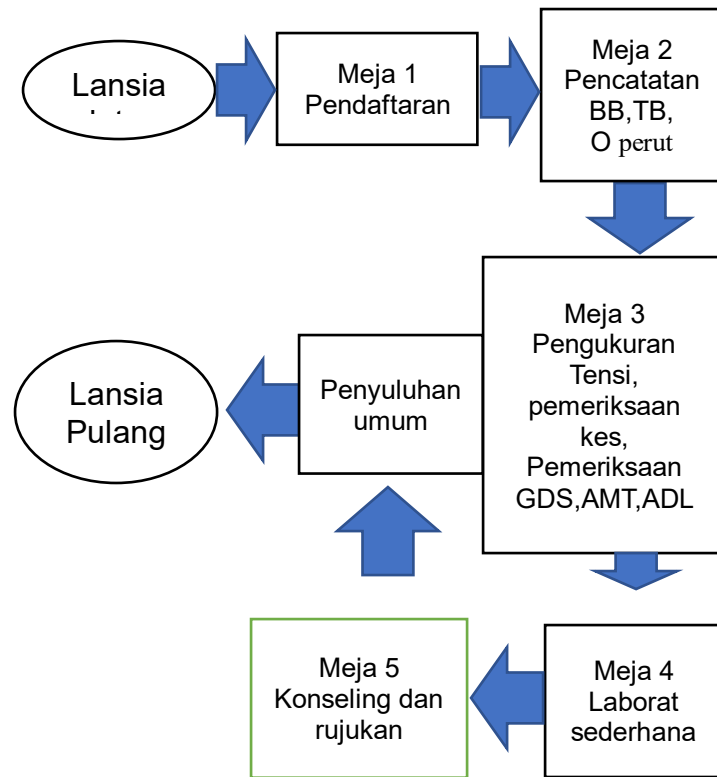 Lansia
Meja 1
Pendaftaran
Meja 2
Pencatatan
BB,TB,
O perut
Meja 3
Pengukuran
Tensi,
pemeriksaan
kes,
Pemeriksaan
GDS,AMT,ADL
Meja 4
Laborat
sederhana
Meja 5
Konseling dan
rujukan
Penyuluhan
umum
Lansia
Pulang